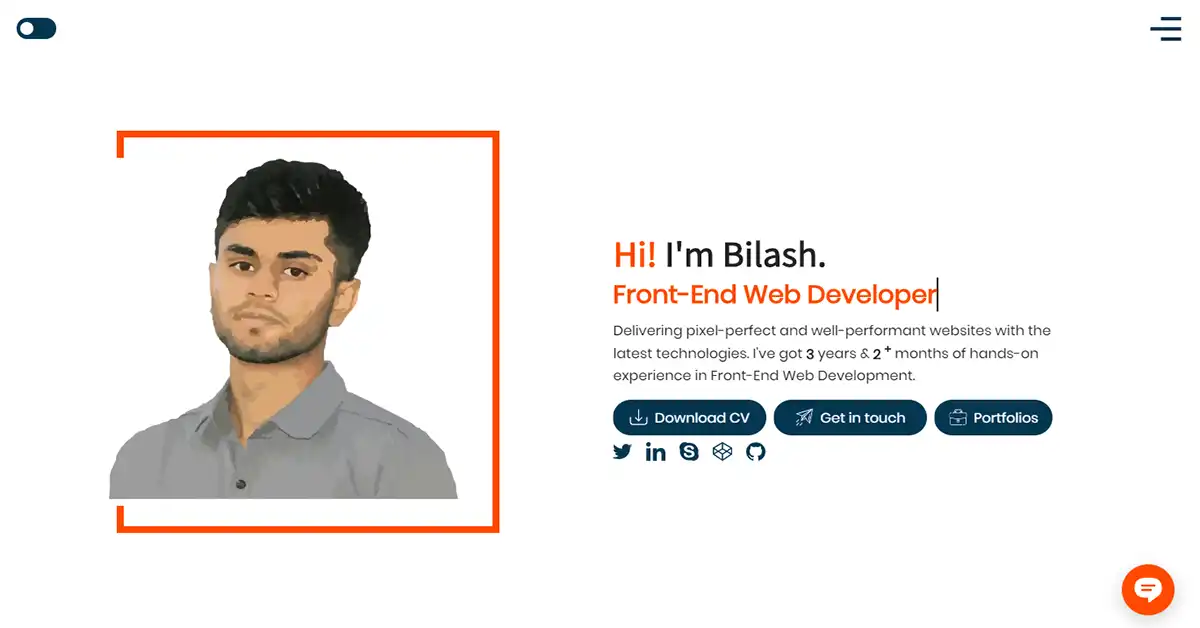 Hi! I'm Bilash.
Front-End Web Developer
Delivering pixel-perfect and well-performant websites with the
latest technologies. I've got 3 years & 2 + months of hands-on
experience in Front-End Web Development.
Download CV Get in touch Portfolios